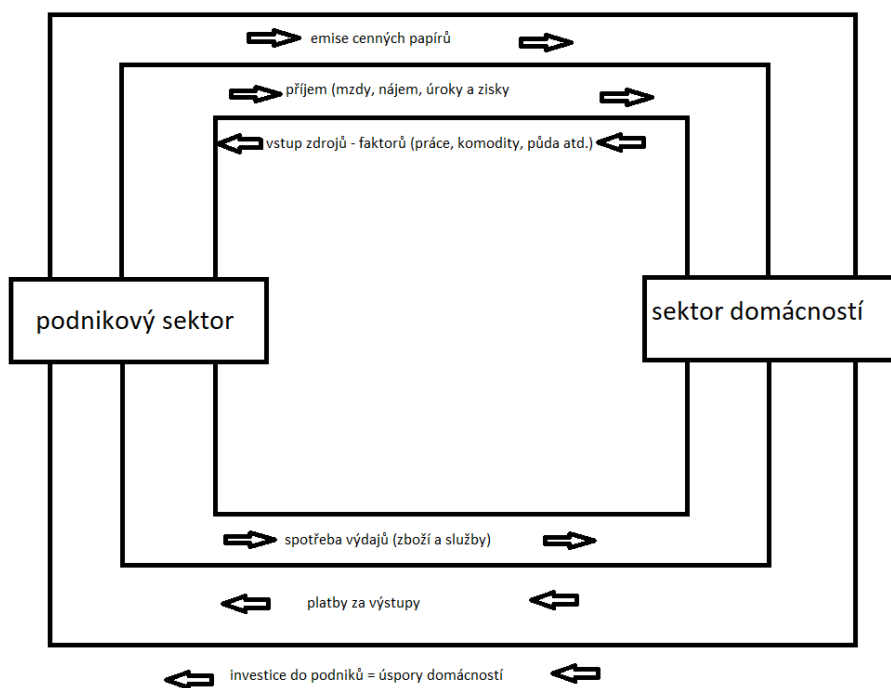 emise cenných papírů
příjem (mzdy, nájem, úroky a zisky
vstup zdrojů - faktorů (práce, komodity, půda atd.)
podnikový sektor
sektor domácností
spotřeba výdajů (zboží a služby)
platby za výstupy
investice do podniků = úspory domácností